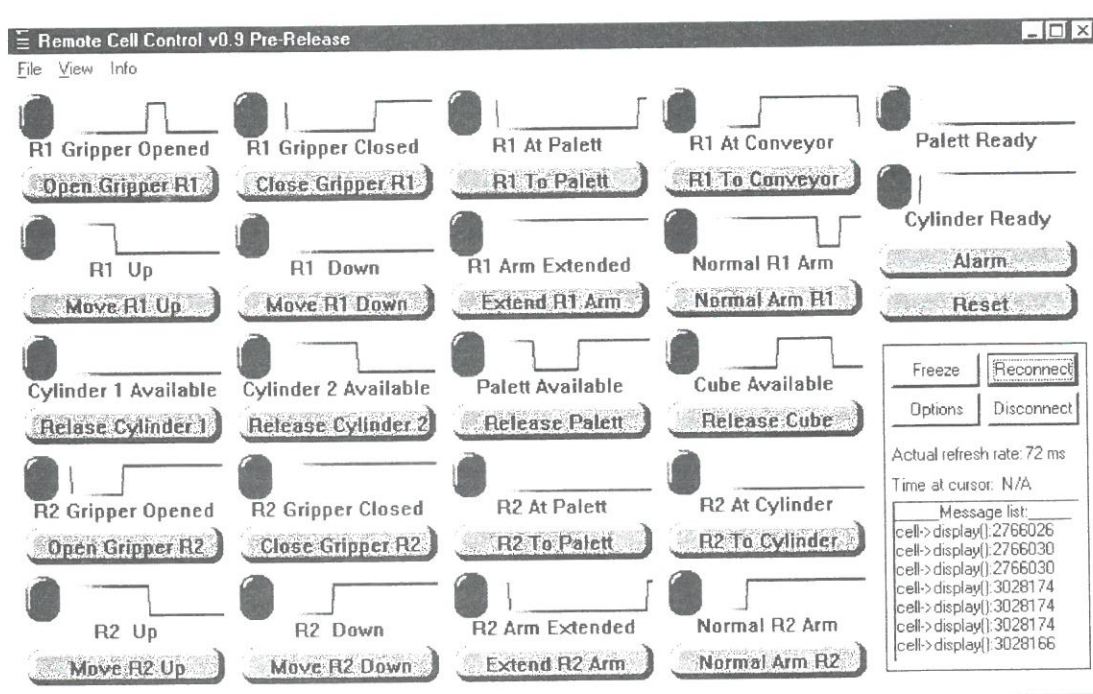 Remote Cell Control v0.9 Pre-Release
File View Info
R1 Gripper Opened
R1 Gripper Closed
R1 At Palett
R1 At Conveyor
Palett Ready
Open Gripper R1
Close Gripper R1
R1 To Palett
R1 To Conveyor
Cylinder Ready
R1 Up
R1 Down
R1 Arm Extended
Normal R1 Arm
Alarm
Move R1 Up
Move R1 Down
Extend R1 Arm
Normal Arm R1
Reset
Cylinder 1 Available
Cylinder 2 Available
Palett Available
Cube Available
Relase Cylinder 1
Release Cylinder 2
Release Palett
Release Cube
Freeze
Reconnect
Options
Disconnect
Actual refresh rate: 72 ms
Time at cursor: N/A
Message list:
cell->display():2766026
cell->display():2766030
cell->display():2766030
cell->display():3028174
cell->display():3028174
cell->display():3028174
cell->display():3028166
R2 Gripper Opened
R2 Gripper Closed
R2 At Palett
R2 At Cylinder
Open Gripper R2
Close Gripper R2
R2 To Palett
R2 To Cylinder
R2 Up
R2 Down
R2 Arm Extended
Normal R2 Arm
Move R2 Up
Move R2 Down
Extend R2 Arm
Normal Arm R2